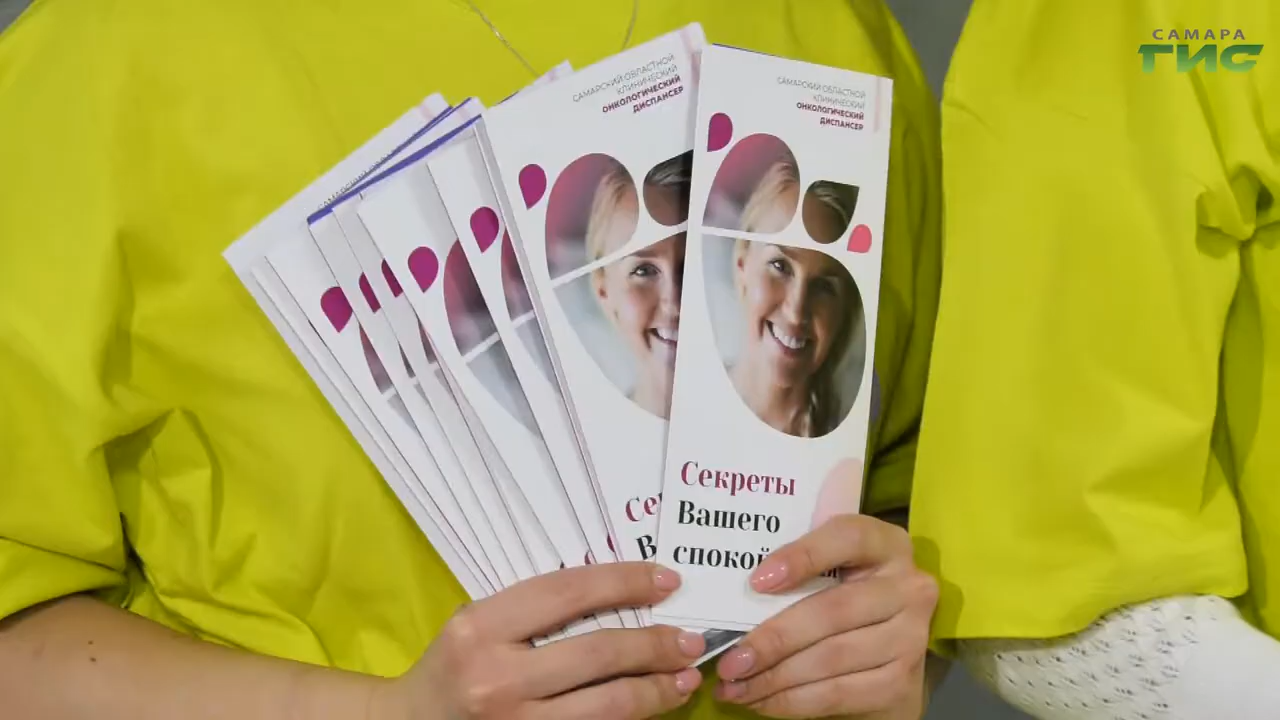 САМАРА
ГИС
САМАРСКИЙ ОБЛАСТНОЙ
КЛИНИЧЕСКИЙ
ОНКОЛОГИЧЕСКИЙ
ДИСПАНСЕР
САМАРСКИЙ ОБЛАСТНОЙ
КЛИНИЧЕСКИЙ
ОНКОЛОГИЧЕСКИЙ
ДИСПАНСЕР
Секреты
Вашего